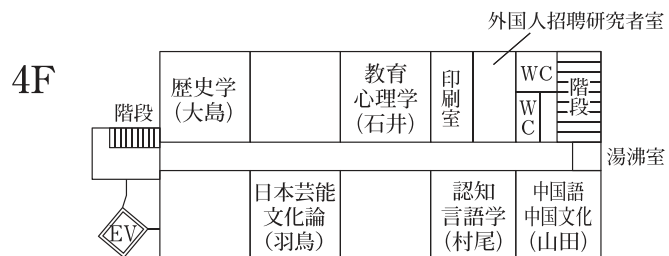 外国人招聘研究者室
4F
階段
歴史学
(大島)
教育
心理学
(石井)
印刷室
WC
WC
階段
湯沸室
日本芸能
文化論
(羽鳥)
認知
言語学
(村尾)
中国語
中国文化
(山田)
EV